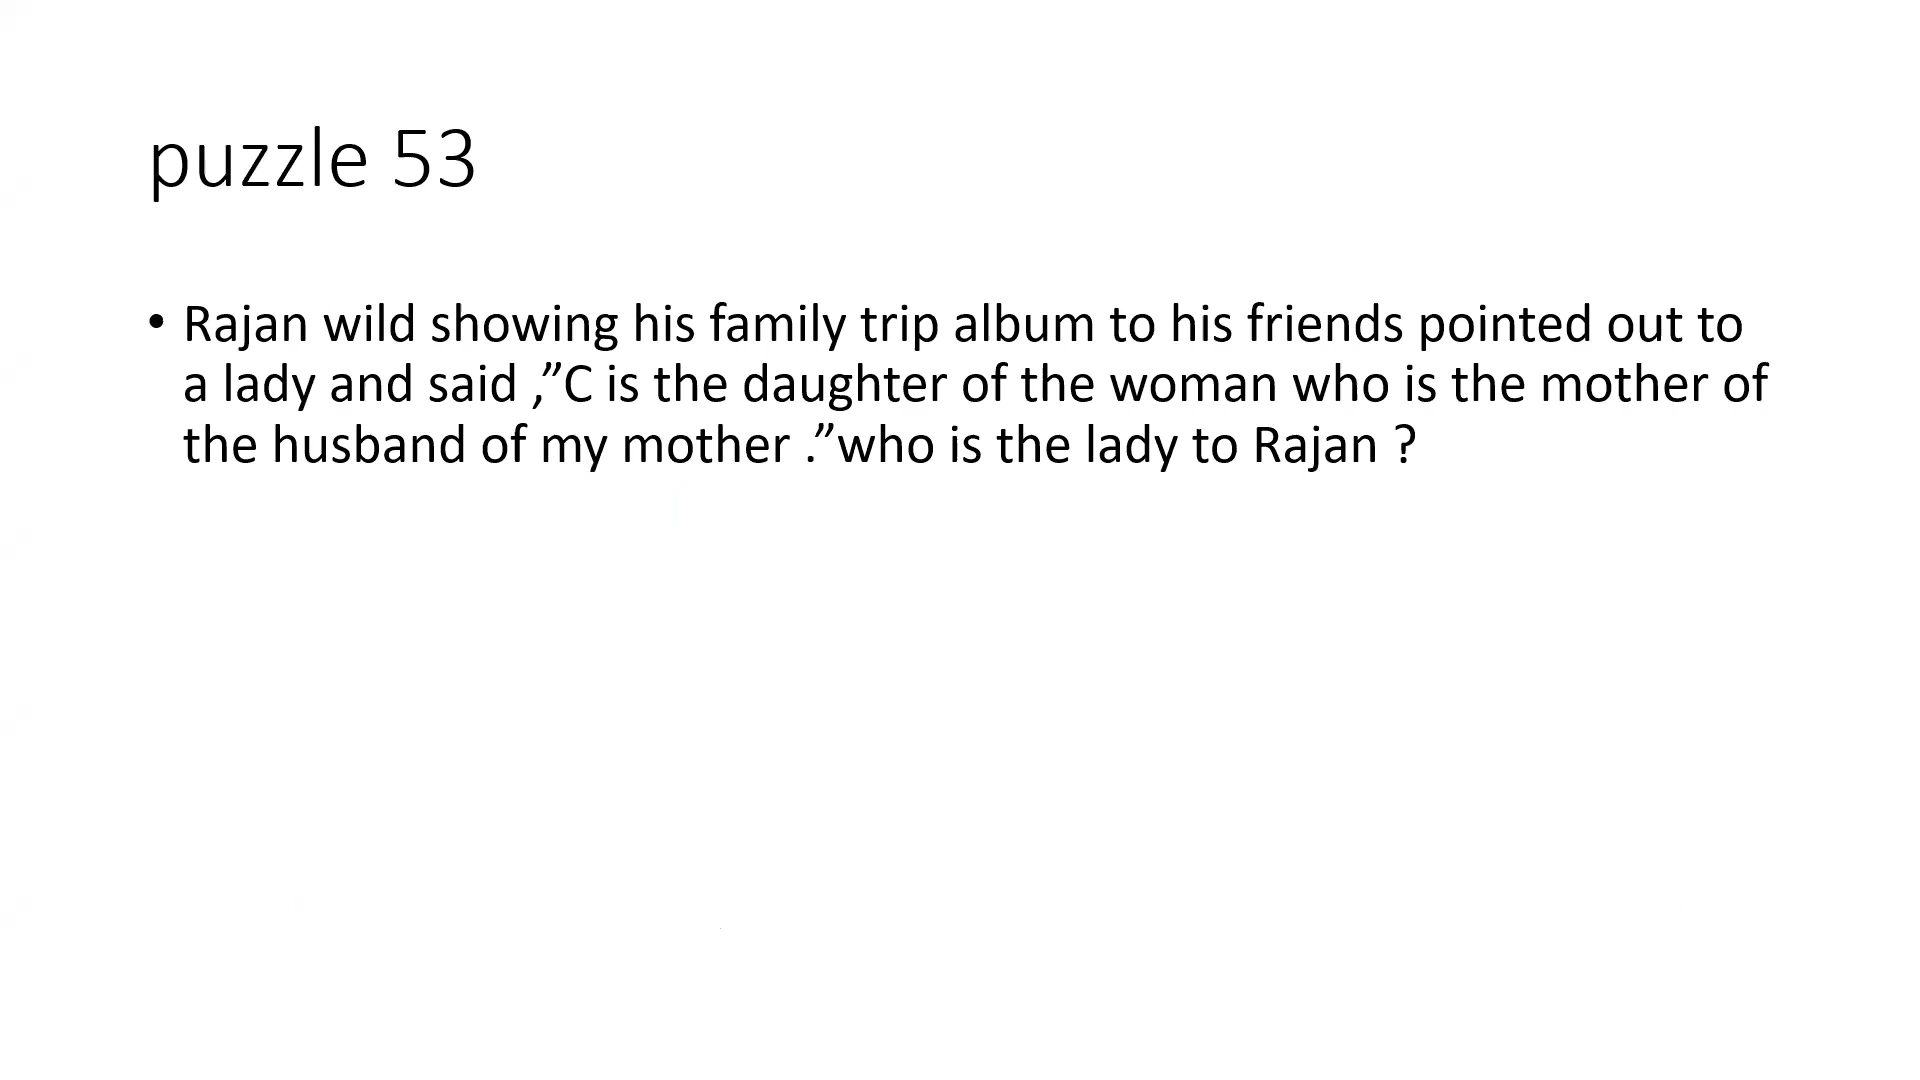 puzzle 53
• Rajan wild showing his family trip album to his friends pointed out to
a lady and said ,”C is the daughter of the woman who is the mother of
the husband of my mother .”who is the lady to Rajan ?